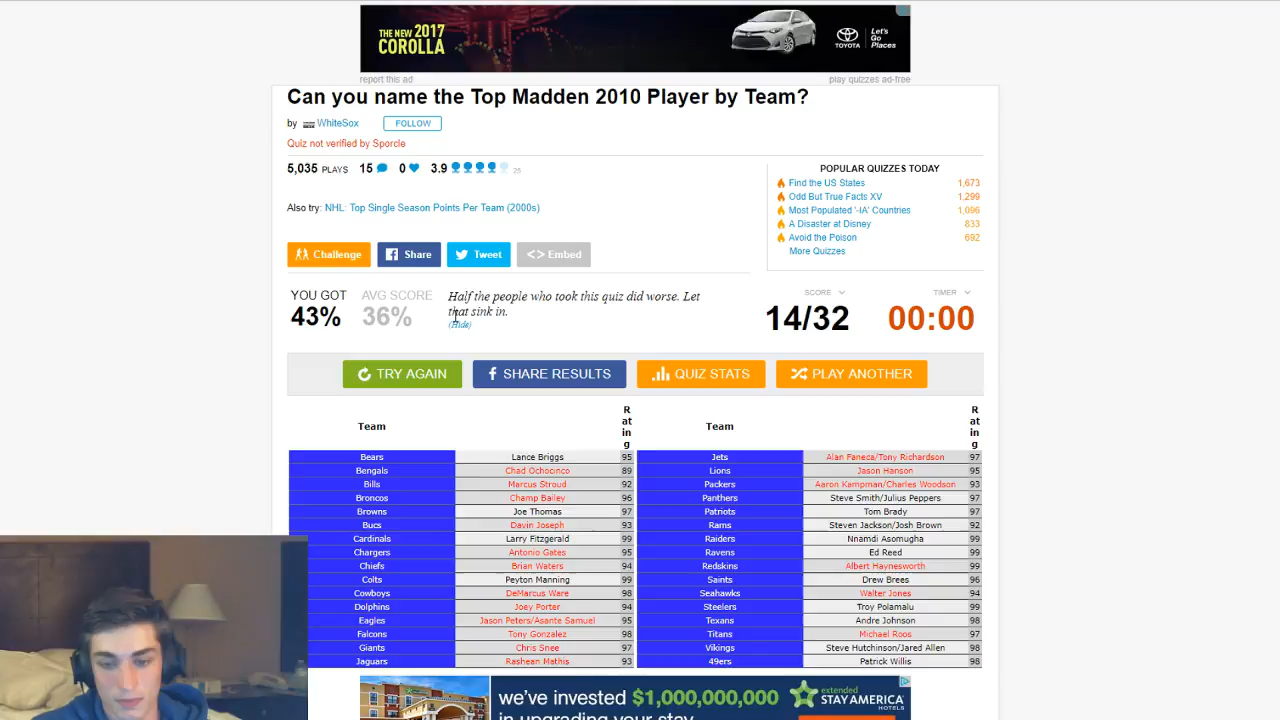 THE NEW 2017
COROLLA
TOYOTA
Let's
Go
Places
report this ad
play quizzes ad-free
Can you name the Top Madden 2010 Player by Team?
by WhiteSox FOLLOW
Quiz not verified by Sporcle
5,035 PLAYS 15 0 3.9 25
POPULAR QUIZZES TODAY
Find the US States 1,673
Odd But True Facts XV 1,299
Most Populated '-IA' Countries 1,096
A Disaster at Disney 833
Avoid the Poison 692
More Quizzes
Also try: NHL: Top Single Season Points Per Team (2000s)
Challenge Share Tweet <> Embed
YOU GOT AVG SCORE
43% 36%
Half the people who took this quiz did worse. Let
that sink in.
(Hide)
SCORE TIMER
14/32 00:00
TRY AGAIN SHARE RESULTS QUIZ STATS PLAY ANOTHER
Team Rating Team Rating
Bears Lance Briggs 95 Jets Alan Faneca/Tony Richardson 97
Bengals Chad Ochocinco 89 Lions Jason Hanson 95
Bills Marcus Stroud 92 Packers Aaron Kampman/Charles Woodson 93
Broncos Champ Bailey 96 Panthers Steve Smith/Julius Peppers 97
Browns Joe Thomas 97 Patriots Tom Brady 97
Bucs Davin Joseph 93 Rams Steven Jackson/Josh Brown 92
Cardinals Larry Fitzgerald 99 Raiders Nnamdi Asomugha 99
Chargers Antonio Gates 95 Ravens Ed Reed 99
Chiefs Brian Waters 94 Redskins Albert Haynesworth 99
Colts Peyton Manning 99 Saints Drew Brees 96
Cowboys DeMarcus Ware 98 Seahawks Walter Jones 94
Dolphins Joey Porter 94 Steelers Troy Polamalu 99
Eagles Jason Peters/Asante Samuel 95 Texans Andre Johnson 98
Falcons Tony Gonzalez 98 Titans Michael Roos 97
Giants Chris Snee 97 Vikings Steve Hutchinson/Jared Allen 98
Jaguars Rashean Mathis 93 49ers Patrick Willis 98
we've invested $1,000,000,000
in upgrading your stay
extended
STAY AMERICA
HOTELS